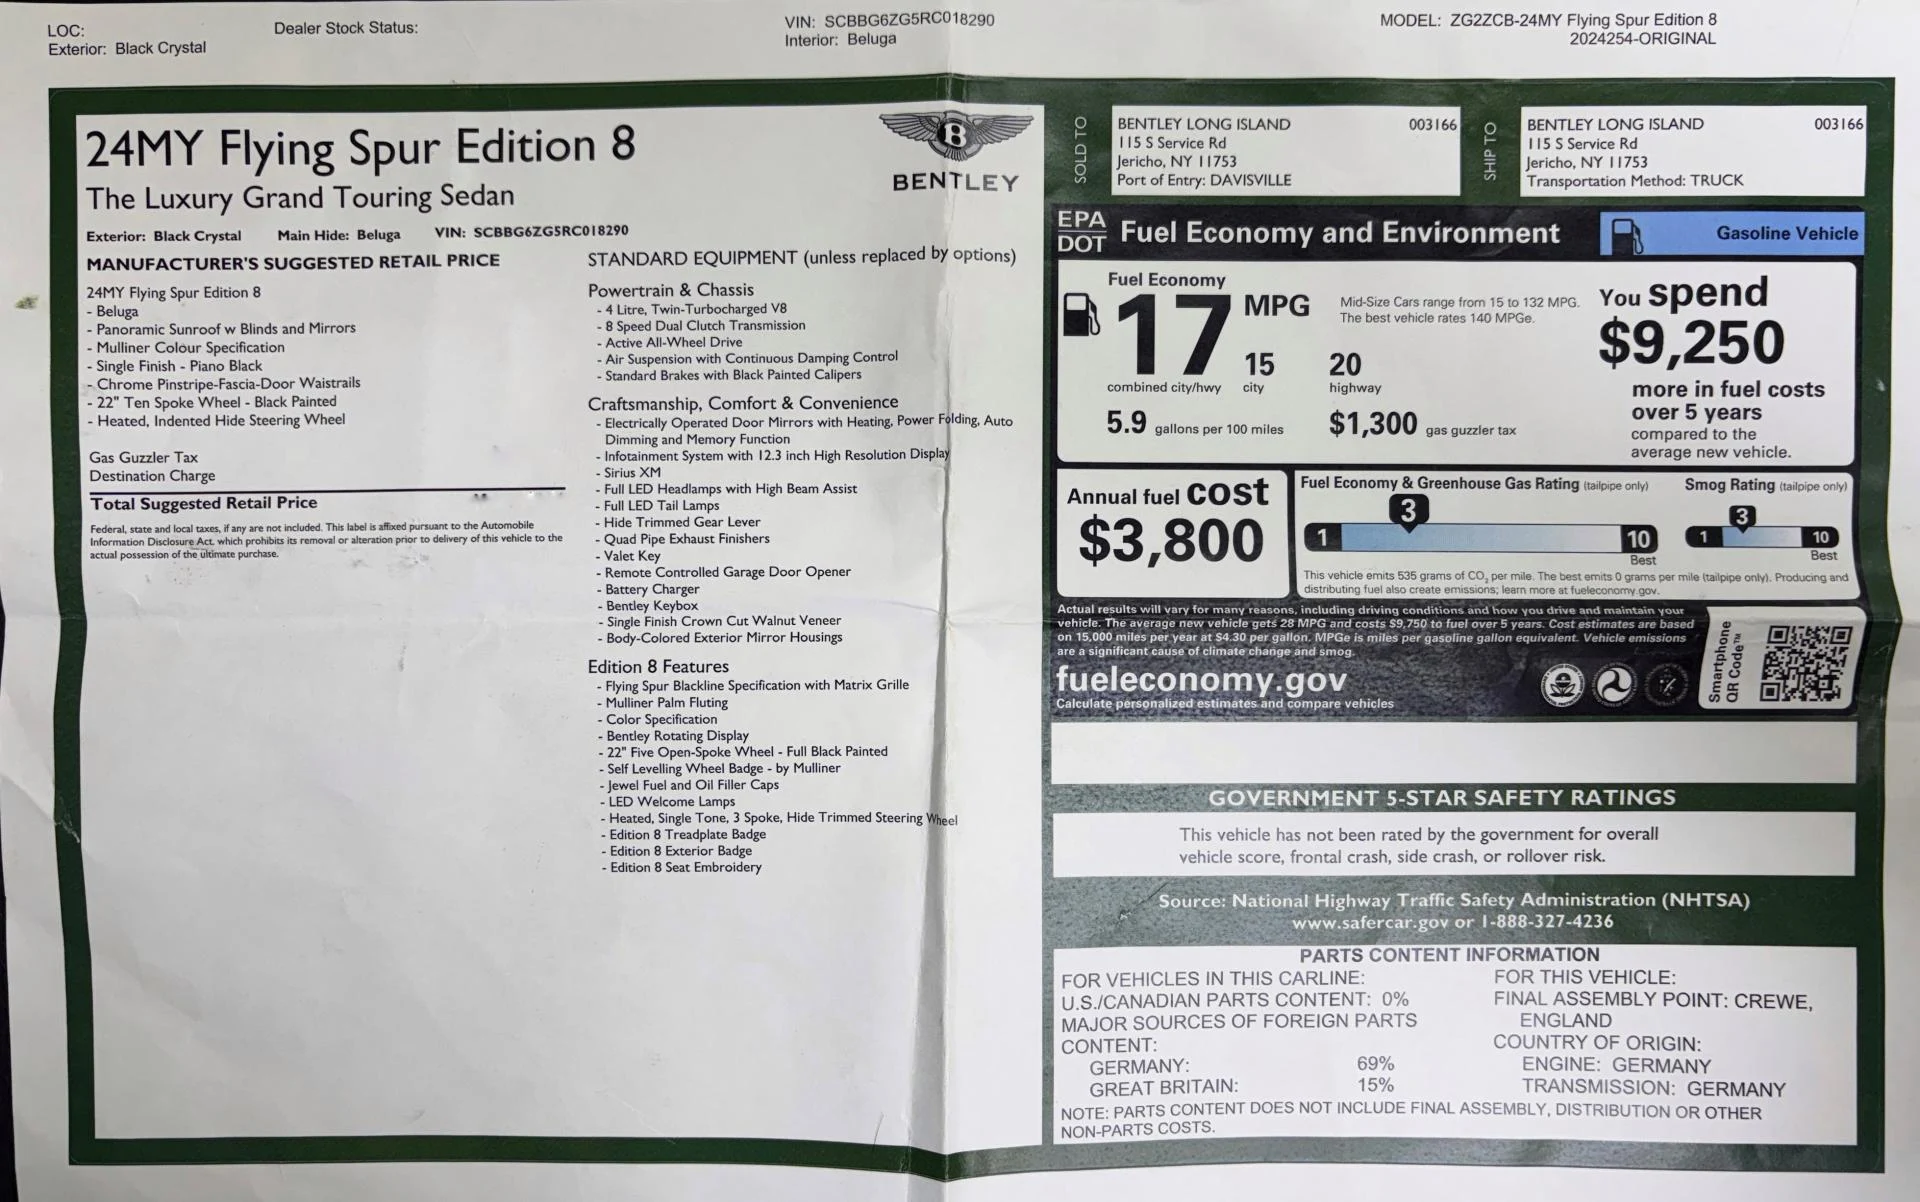 LOC:
Exterior: Black Crystal
Dealer Stock Status:
VIN: SCBBG6ZG5RC018290
Interior: Beluga
MODEL: ZG2ZCB-24MY Flying Spur Edition 8
2024254-ORIGINAL
24MY Flying Spur Edition 8
The Luxury Grand Touring Sedan
B
BENTLEY
Exterior: Black Crystal Main Hide: Beluga VIN: SCBBG6ZG5RC018290
MANUFACTURER'S SUGGESTED RETAIL PRICE
24MY Flying Spur Edition 8
- Beluga
- Panoramic Sunroof w Blinds and Mirrors
- Mulliner Colour Specification
- Single Finish - Piano Black
- Chrome Pinstripe-Fascia-Door Waistrails
- 22" Ten Spoke Wheel - Black Painted
- Heated, Indented Hide Steering Wheel
Gas Guzzler Tax
Destination Charge
Total Suggested Retail Price
Federal, state and local taxes, if any are not included. This label is affixed pursuant to the Automobile
Information Disclosure Act. which prohibits its removal or alteration prior to delivery of this vehicle to the
actual possession of the ultimate purchase.
STANDARD EQUIPMENT (unless replaced by options)
Powertrain & Chassis
- 4 Litre, Twin-Turbocharged V8
- 8 Speed Dual Clutch Transmission
- Active All-Wheel Drive
- Air Suspension with Continuous Damping Control
- Standard Brakes with Black Painted Calipers
Craftsmanship, Comfort & Convenience
- Electrically Operated Door Mirrors with Heating, Power Folding, Auto
Dimming and Memory Function
- Infotainment System with 12.3 inch High Resolution Display
- Sirius XM
- Full LED Headlamps with High Beam Assist
- Full LED Tail Lamps
- Hide Trimmed Gear Lever
- Quad Pipe Exhaust Finishers
- Valet Key
- Remote Controlled Garage Door Opener
- Battery Charger
- Bentley Keybox
- Single Finish Crown Cut Walnut Veneer
- Body-Colored Exterior Mirror Housings
Edition 8 Features
- Flying Spur Blackline Specification with Matrix Grille
- Mulliner Palm Fluting
- Color Specification
- Bentley Rotating Display
- 22" Five Open-Spoke Wheel - Full Black Painted
- Self Levelling Wheel Badge - by Mulliner
- Jewel Fuel and Oil Filler Caps
- LED Welcome Lamps
- Heated, Single Tone, 3 Spoke, Hide Trimmed Steering Wheel
- Edition 8 Treadplate Badge
- Edition 8 Exterior Badge
- Edition 8 Seat Embroidery
SOLD TO
BENTLEY LONG ISLAND 003166
115 S Service Rd
Jericho, NY 11753
Port of Entry: DAVISVILLE
SHIP TO
BENTLEY LONG ISLAND 003166
115 S Service Rd
Jericho, NY 11753
Transportation Method: TRUCK
EPA
DOT
Fuel Economy and Environment
Gasoline Vehicle
Fuel Economy
17 MPG
combined city/hwy
15
city
20
highway
Mid-Size Cars range from 15 to 132 MPG.
The best vehicle rates 140 MPGe.
5.9 gallons per 100 miles
$1,300 gas guzzler tax
You spend
$9,250
more in fuel costs
over 5 years
compared to the
average new vehicle.
Annual fuel cost
$3,800
Fuel Economy & Greenhouse Gas Rating (tailpipe only)
3
1
10
Best
Smog Rating (tailpipe only)
3
1
10
Best
This vehicle emits 535 grams of CO2 per mile. The best emits 0 grams per mile (tailpipe only). Producing and
distributing fuel also create emissions; learn more at fueleconomy.gov.
Actual results will vary for many reasons, including driving conditions and how you drive and maintain your
vehicle. The average new vehicle gets 28 MPG and costs $9,750 to fuel over 5 years. Cost estimates are based
on 15,000 miles per year at $4.30 per gallon. MPGe is miles per gasoline gallon equivalent. Vehicle emissions
are a significant cause of climate change and smog.
fueleconomy.gov
Calculate personalized estimates and compare vehicles
Smartphone
QR Code™
GOVERNMENT 5-STAR SAFETY RATINGS
This vehicle has not been rated by the government for overall
vehicle score, frontal crash, side crash, or rollover risk.
Source: National Highway Traffic Safety Administration (NHTSA)
www.safercar.gov or 1-888-327-4236
PARTS CONTENT INFORMATION
FOR VEHICLES IN THIS CARLINE:
U.S./CANADIAN PARTS CONTENT: 0%
MAJOR SOURCES OF FOREIGN PARTS
CONTENT:
GERMANY: 69%
GREAT BRITAIN: 15%
FOR THIS VEHICLE:
FINAL ASSEMBLY POINT: CREWE,
ENGLAND
COUNTRY OF ORIGIN:
ENGINE: GERMANY
TRANSMISSION: GERMANY
NOTE: PARTS CONTENT DOES NOT INCLUDE FINAL ASSEMBLY, DISTRIBUTION OR OTHER
NON-PARTS COSTS.